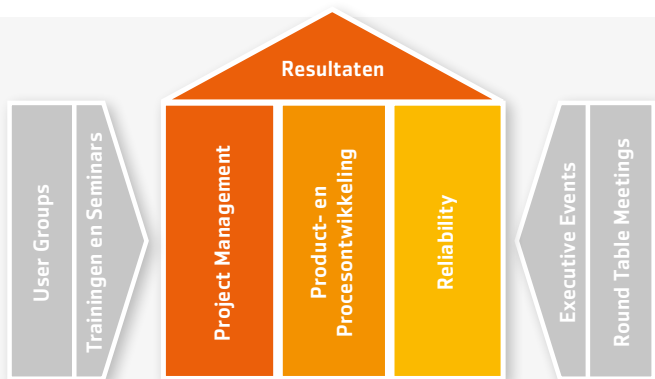 Resultaten
User Groups
Trainingen en Seminars
Project Management
Product- en
Procesontwikkeling
Reliability
Executive Events
Round Table Meetings